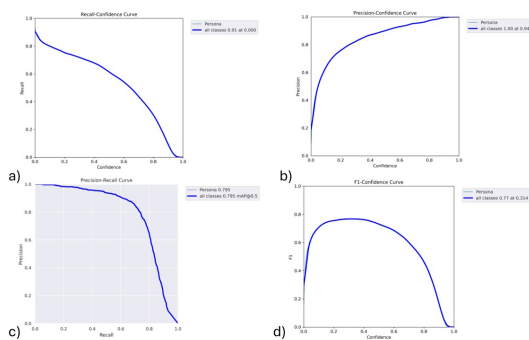 Recall-Confidence Curve
Persona
all classes 0.91 at 0.000
1.0
0.8
0.6
0.4
0.2
0.0
Recall
0.0 0.2 0.4 0.6 0.8 1.0
Confidence
a)
Precision-Confidence Curve
Persona
1.0
0.8
0.6
0.4
0.2
0.0
Precision
0.0 0.2 0.4 0.6 0.8 1.0
Confidence
b)
Precision-Recall Curve
Persona 0.795
all classes 0.795 mAP@0.5
1.0
0.8
0.6
0.4
0.2
0.0
Precision
0.0 0.2 0.4 0.6 0.8 1.0
Recall
c)
F1-Confidence Curve
Persona
all classes 0.77 at 0.314
1.0
0.8
0.6
0.4
0.2
0.0
F1
0.0 0.2 0.4 0.6 0.8 1.0
Confidence
d)